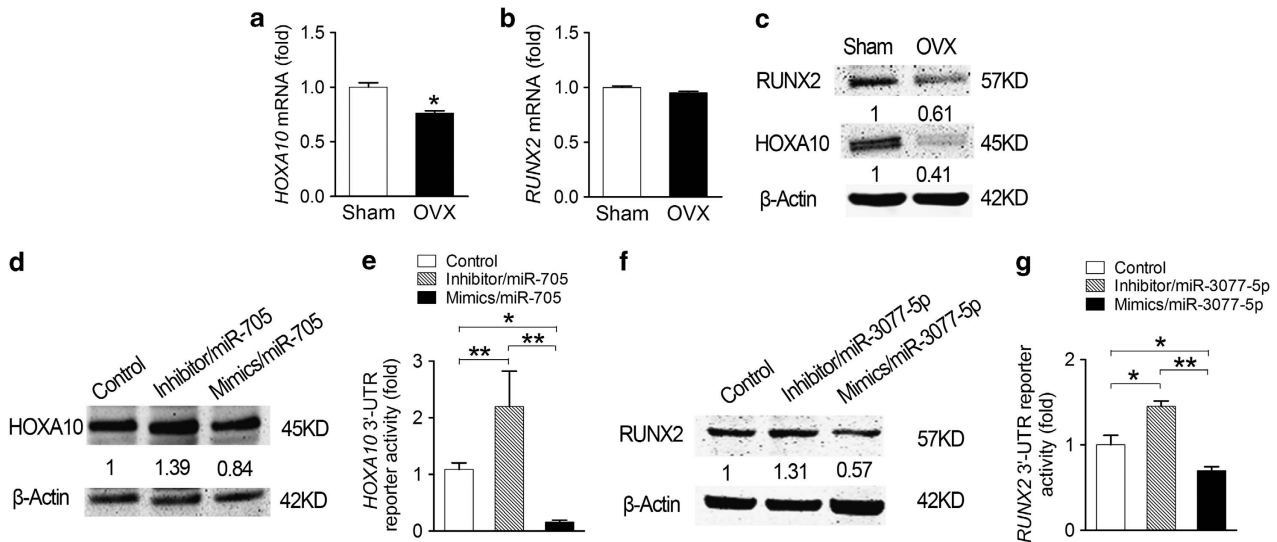 a
HOXA10 mRNA (fold)
1.5
1.0
0.5
0.0
*
Sham OVX
b
RUNX2 mRNA (fold)
1.5
1.0
0.5
0.0
Sham OVX
c
Sham OVX
RUNX2 57KD
1 0.61
HOXA10 45KD
1 0.41
β-Actin 42KD
d
Control
Inhibitor/miR-705
Mimics/miR-705
HOXA10 45KD
1 1.39 0.84
β-Actin 42KD
e
Control
Inhibitor/miR-705
Mimics/miR-705
HOXA10 3'-UTR
reporter activity (fold)
3
2
1
0
*
** **
f
Control
Inhibitor/miR-3077-5p
Mimics/miR-3077-5p
RUNX2 57KD
1 1.31 0.57
β-Actin 42KD
g
Control
Inhibitor/miR-3077-5p
Mimics/miR-3077-5p
RUNX2 3'-UTR reporter
activity (fold)
2
1
0
*
* **